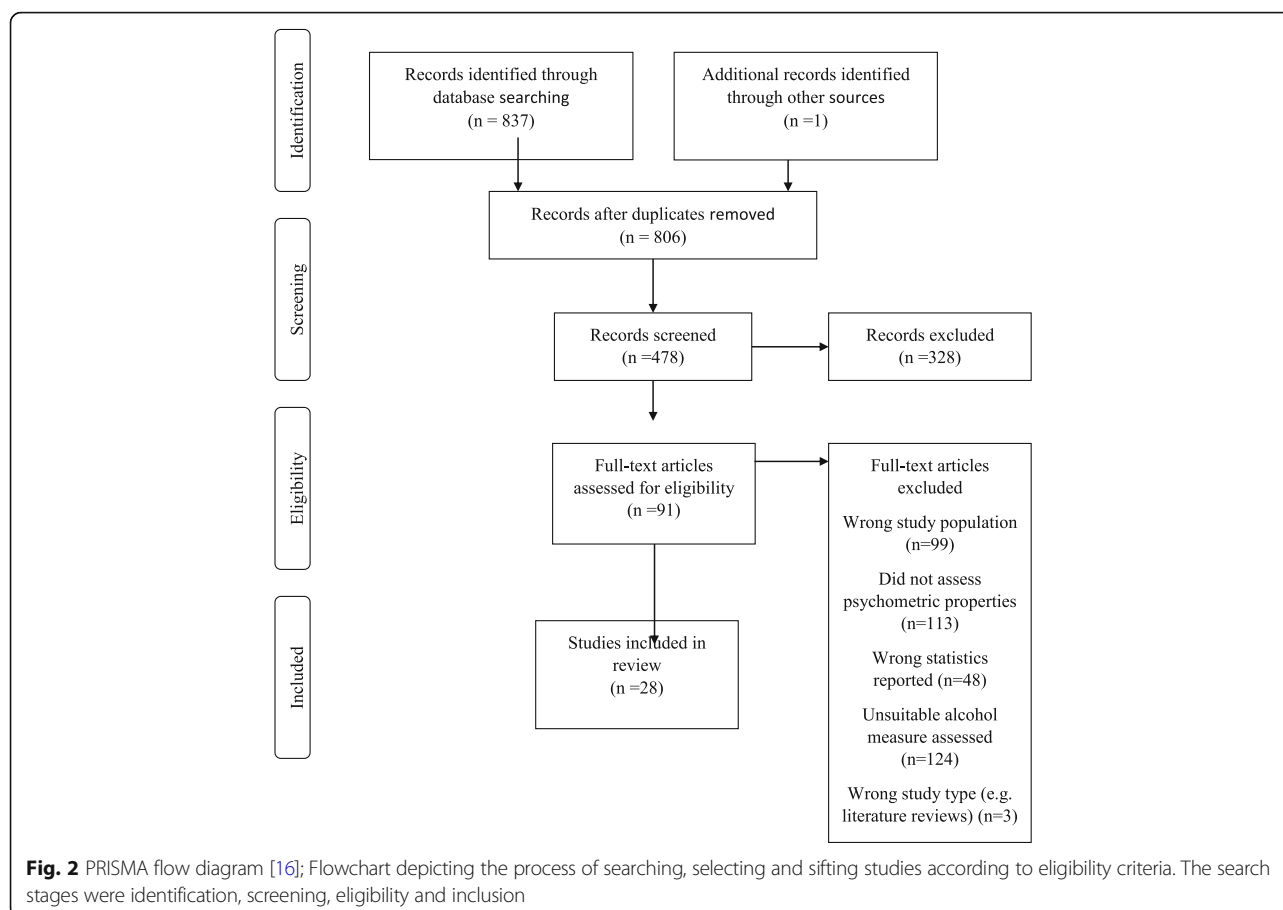 Identification
Records identified through
database searching
(n = 837)
Additional records identified
through other sources
(n =1)
Records after duplicates removed
(n = 806)
Screening
Records screened
(n =478)
Records excluded
(n =328)
Eligibility
Full-text articles
assessed for eligibility
(n =91)
Full-text articles
excluded
Wrong study population
(n=99)
Did not assess
psychometric properties
(n=113)
Wrong statistics
reported (n=48)
Unsuitable alcohol
measure assessed
(n=124)
Wrong study type (e.g.
literature reviews) (n=3)
Included
Studies included in
review
(n =28)
Fig. 2 PRISMA flow diagram [16]; Flowchart depicting the process of searching, selecting and sifting studies according to eligibility criteria. The search
stages were identification, screening, eligibility and inclusion